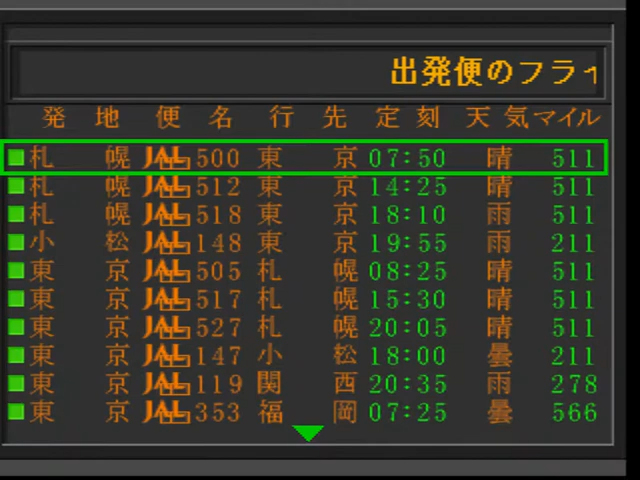 出発便のフライ
発地 便名 行先 定刻 天気 マイル
札幌 JAL 500 東京 07:50 晴 511
札幌 JAL 512 東京 14:25 晴 511
札幌 JAL 518 東京 18:10 雨 511
小松 JAL 148 東京 19:55 雨 211
東京 JAL 505 札幌 08:25 晴 511
東京 JAL 517 札幌 15:30 晴 511
東京 JAL 527 札幌 20:05 晴 511
東京 JAL 147 小松 18:00 曇 211
東京 JAL 119 関西 20:35 雨 278
東京 JAL 353 福岡 07:25 曇 566